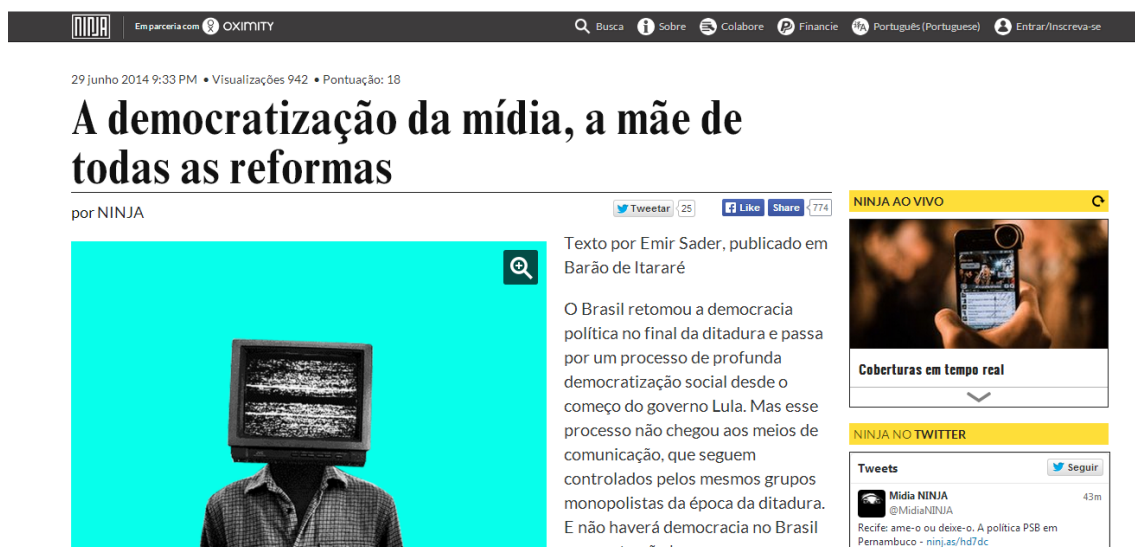 NINJA
Em parceria com OXIMITY
Busca
Sobre
Colabore
Financie
Português (Portuguese)
Entrar/Inscreva-se
29 junho 2014 9:33 PM • Visualizações 942 • Pontuação: 18
A democratização da mídia, a mãe de
todas as reformas
por NINJA
Tweetar 25
Like Share 774
Texto por Emir Sader, publicado em
Barão de Itararé
O Brasil retomou a democracia
política no final da ditadura e passa
por um processo de profunda
democratização social desde o
começo do governo Lula. Mas esse
processo não chegou aos meios de
comunicação, que seguem
controlados pelos mesmos grupos
monopolistas da época da ditadura.
E não haverá democracia no Brasil
NINJA AO VIVO
Coberturas em tempo real
NINJA NO TWITTER
Tweets
Seguir
Midia NINJA 43m
@MidiaNINJA
Recife: ame-o ou deixe-o. A política PSB em
Pernambuco - ninj.as/hd7dc